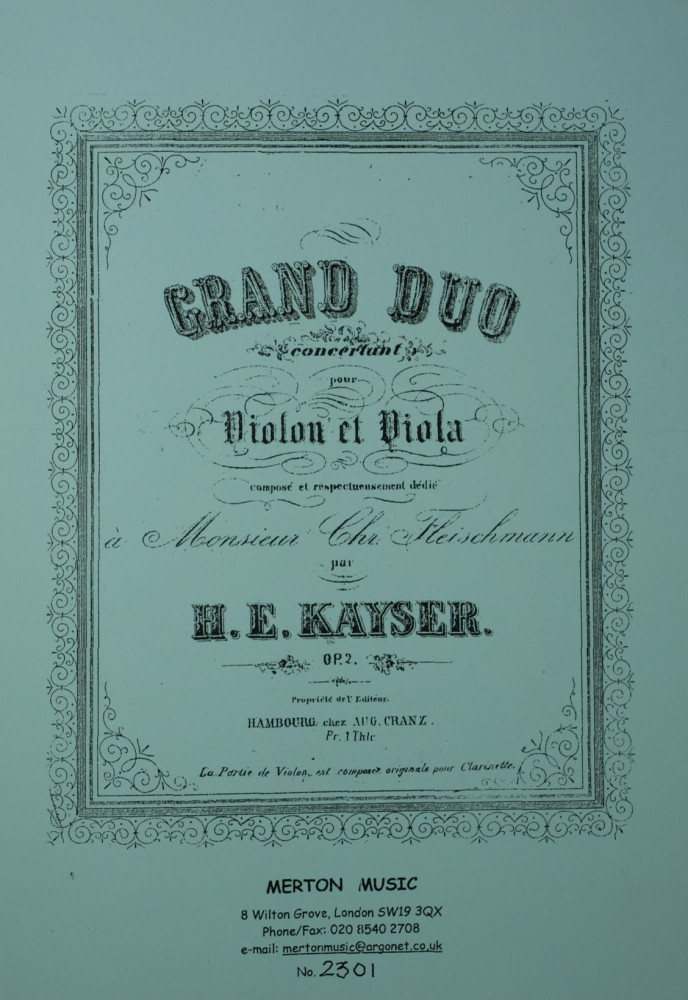 GRAND DUO
concertant
pour
Violon et Viola
composé et respectueusement dédié
à Monsieur Chr. Fleischmann
par
H. E. KAYSER.
OP. 2.
Propriété de l'Editeur.
HAMBOURG, chez AUG. CRANZ.
Pr. 1 Thlr.
La Partie de Violon, est composée originale pour Clarinette.
MERTON MUSIC
8 Wilton Grove, London SW19 3QX
Phone/Fax: 020 8540 2708
e-mail: mertonmusic@argonet.co.uk
No. 2301